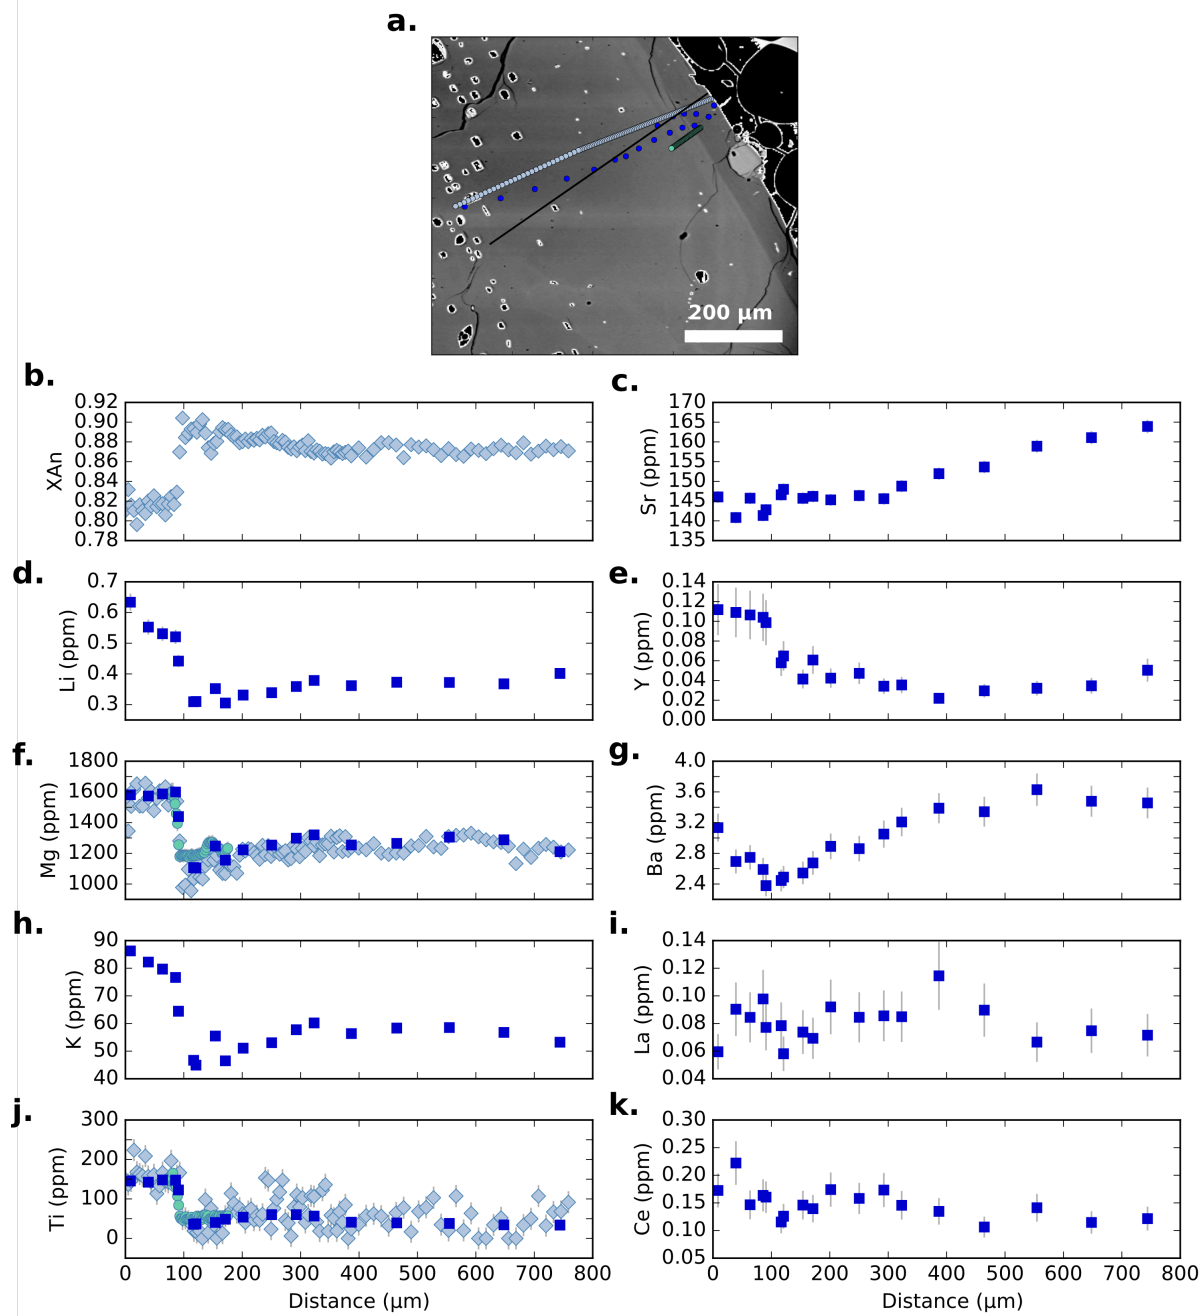 a.
200 µm
b.
0.92
0.90
0.88
0.86
0.84
0.82
0.80
0.78
XAn
c.
170
165
160
155
150
145
140
135
Sr (ppm)
d.
0.7
0.6
0.5
0.4
0.3
Li (ppm)
e.
0.14
0.12
0.10
0.08
0.06
0.04
0.02
0.00
Y (ppm)
f.
1800
1600
1400
1200
1000
Mg (ppm)
g.
4.0
3.6
3.2
2.8
2.4
Ba (ppm)
h.
90
80
70
60
50
40
K (ppm)
i.
0.14
0.12
0.10
0.08
0.06
0.04
La (ppm)
j.
300
200
100
0
Ti (ppm)
0 100 200 300 400 500 600 700 800
Distance (µm)
k.
0.30
0.25
0.20
0.15
0.10
0.05
Ce (ppm)
0 100 200 300 400 500 600 700 800
Distance (µm)